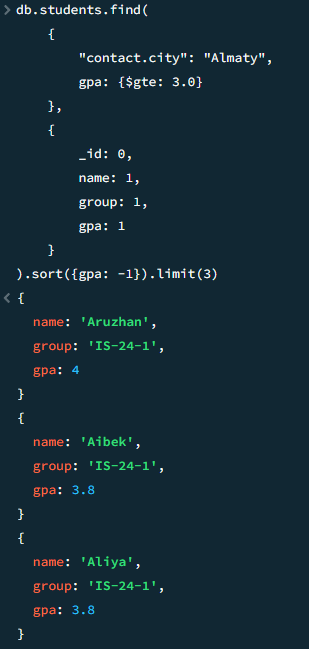 > db.students.find(
{
"contact.city": "Almaty",
gpa: {$gte: 3.0}
},
{
_id: 0,
name: 1,
group: 1,
gpa: 1
}
).sort({gpa: -1}).limit(3)
< {
name: 'Aruzhan',
group: 'IS-24-1',
gpa: 4
}
{
name: 'Aibek',
group: 'IS-24-1',
gpa: 3.8
}
{
name: 'Aliya',
group: 'IS-24-1',
gpa: 3.8
}